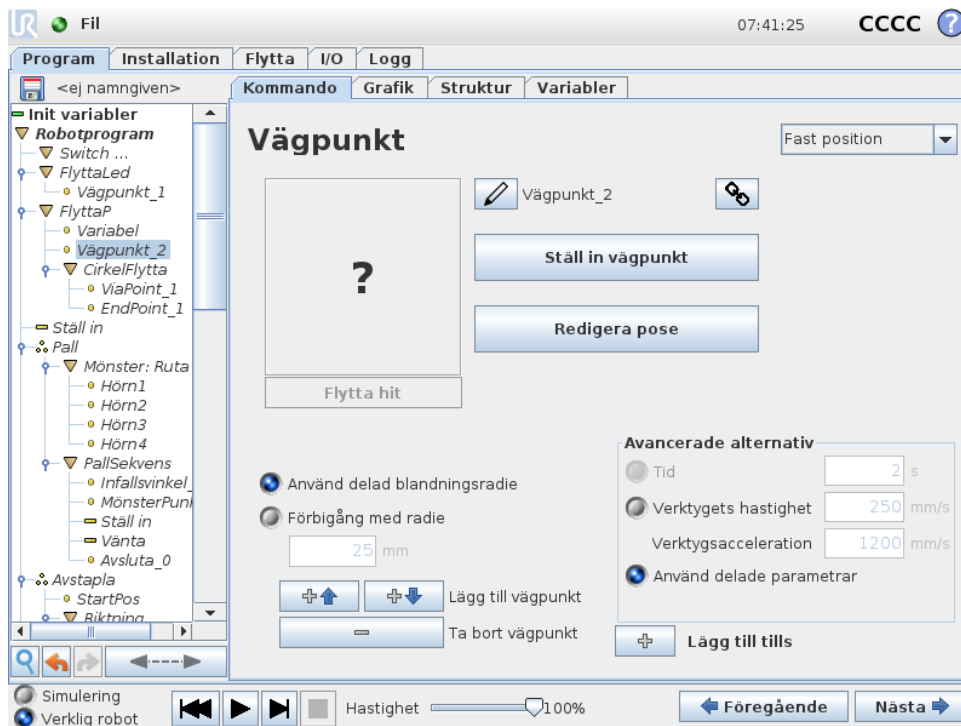 Fil
07:41:25
CCCC
?
Program Installation Flytta I/O Logg
<ej namngiven>
Kommando Grafik Struktur Variabler
Init variabler
Robotprogram
Switch ...
FlyttaLed
Vägpunkt_1
FlyttaP
Variabel
Vägpunkt_2
CirkelFlytta
ViaPoint_1
EndPoint_1
Ställ in
Pall
Mönster: Ruta
Hörn1
Hörn2
Hörn3
Hörn4
PallSekvens
Infallsvinkel_
MönsterPun
Ställ in
Vänta
Avsluta_0
Avstapla
StartPos
Riktning
Vägpunkt
Fast position
?
Flytta hit
Vägpunkt_2
Ställ in vägpunkt
Redigera pose
Använd delad blandningsradie
Förbigång med radie
25 mm
Lägg till vägpunkt
Ta bort vägpunkt
Avancerade alternativ
Tid 2 s
Verktygets hastighet 250 mm/s
Verktygsacceleration 1200 mm/s
Använd delade parametrar
Lägg till tills
Simulering
Verklig robot
Hastighet 100%
Föregående
Nästa